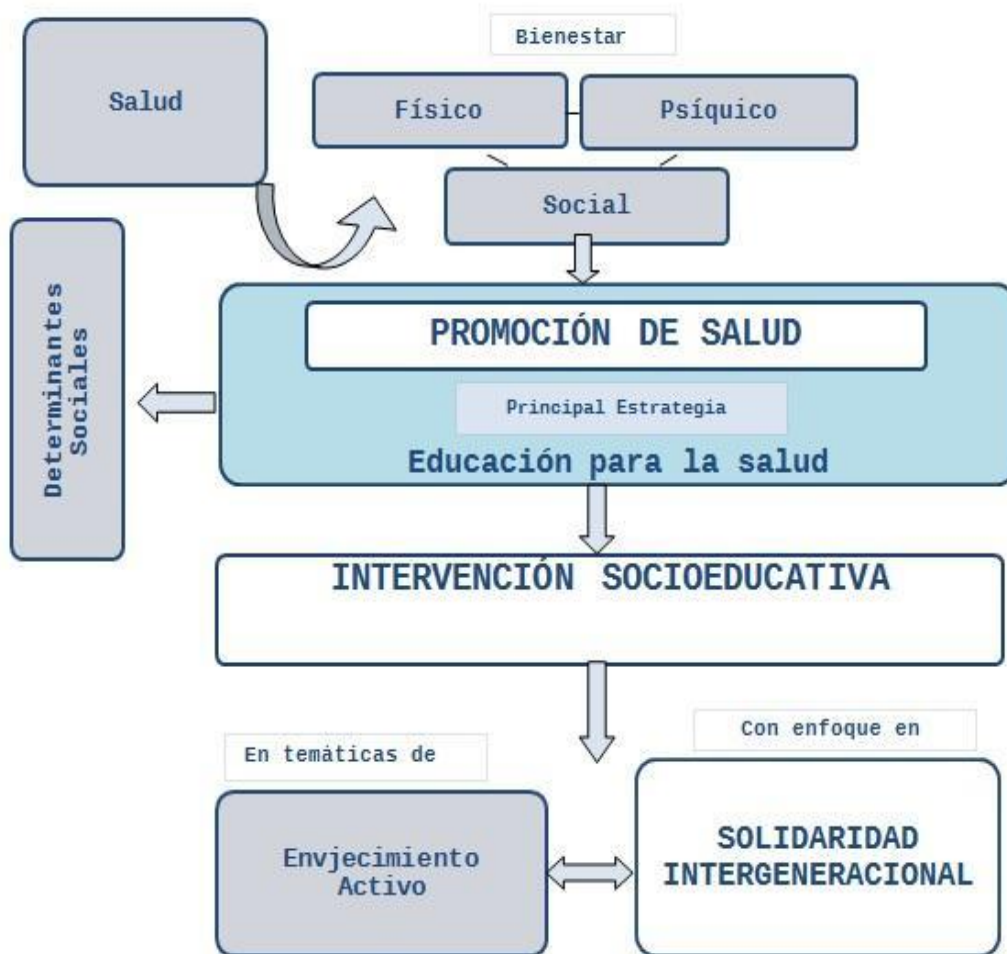 Bienestar
Salud
Físico
Psíquico
Social
Determinantes
Sociales
PROMOCIÓN DE SALUD
Principal Estrategia
Educación para la salud
INTERVENCIÓN SOCIOEDUCATIVA
En temáticas de
Con enfoque en
Envjecimiento
Activo
SOLIDARIDAD
INTERGENERACIONAL